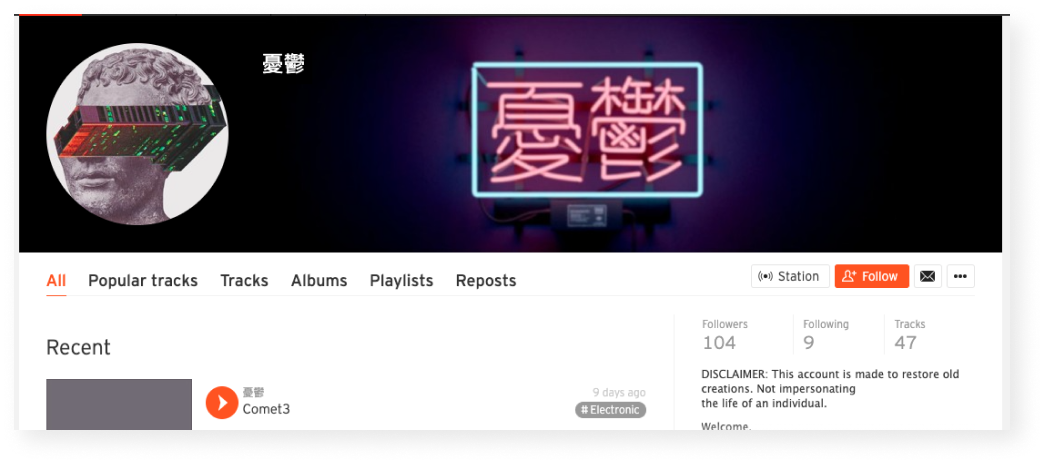 憂鬱
憂鬱
All Popular tracks Tracks Albums Playlists Reposts
Station Follow
Recent
Followers Following Tracks
104 9 47
DISCLAIMER: This account is made to restore old
creations. Not impersonating
the life of an individual.
Welcome.
憂鬱
Comet3
9 days ago
# Electronic